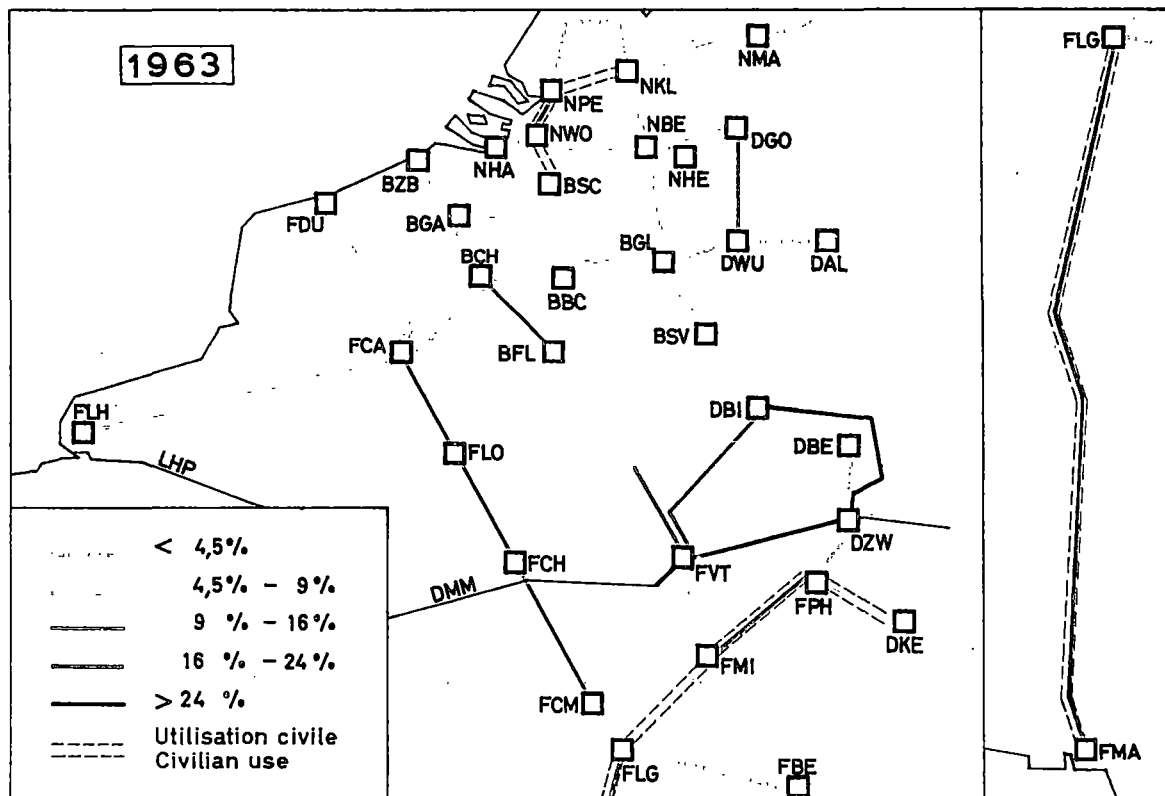 1963
FLG
NMA
NKL
NPE
NWO
NBE
DGO
NHA
NHE
BZB
BSC
FDU
BGA
BGL
DWU
DAL
BCH
BBC
BSV
FCA
BFL
DBI
FLH
DBE
FLO
LHP
DZW
FCH
FVT
DMM
FPH
DKE
FMI
FCM
FLG
FBE
FMA
< 4,5%
4,5% - 9%
9 % - 16%
16 % - 24%
> 24 %
Utilisation civile
Civilian use